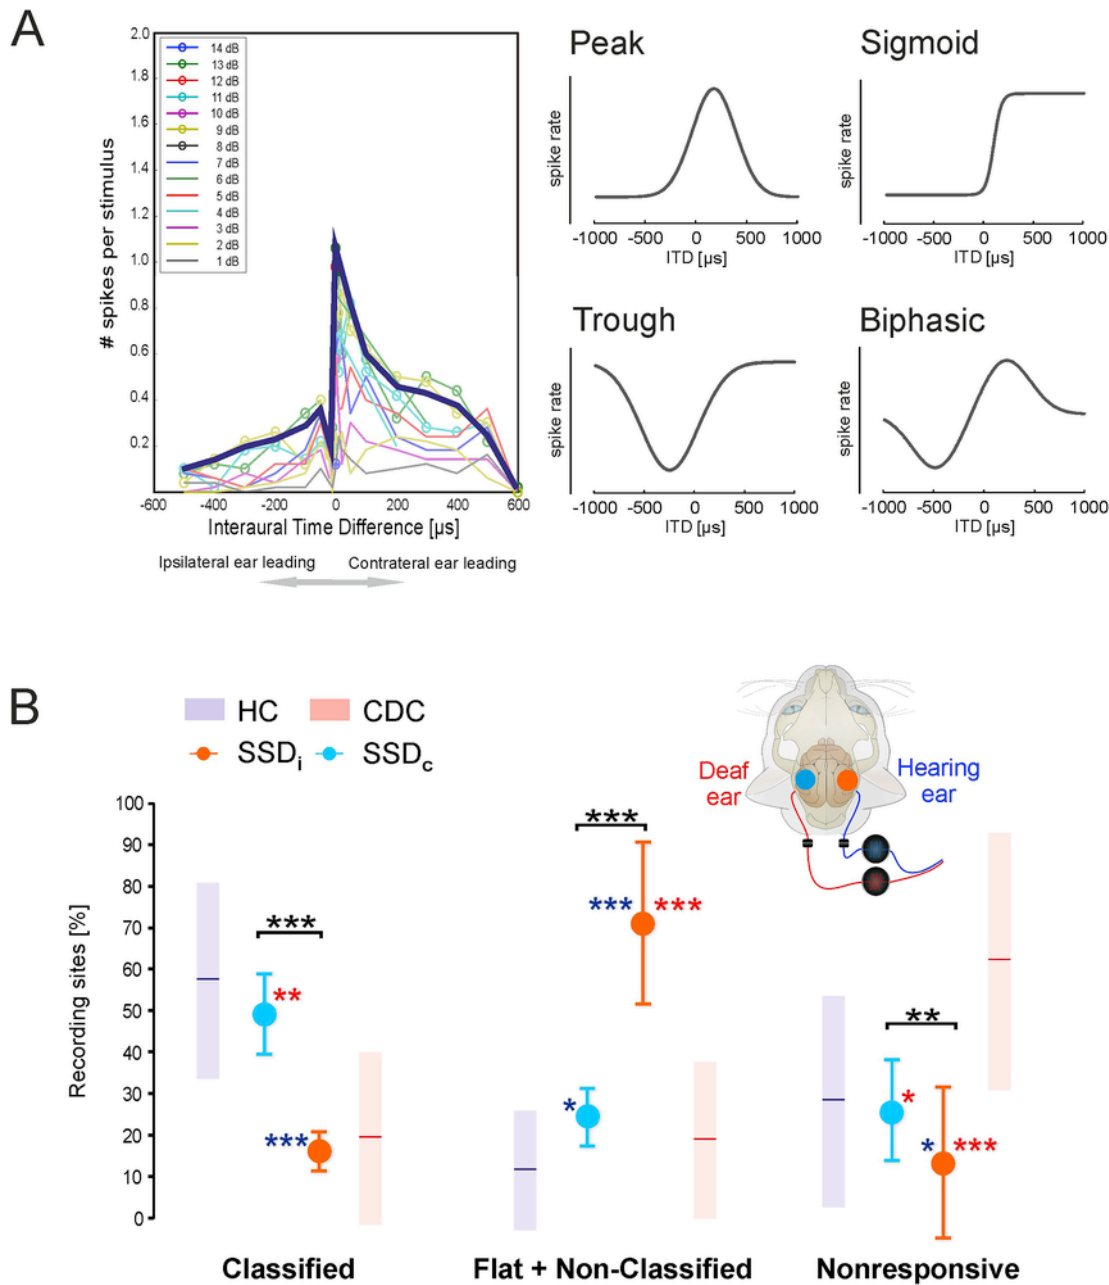 A
# spikes per stimulus
2.0
1.8
1.6
1.4
1.2
1.0
0.8
0.6
0.4
0.2
14 dB
13 dB
12 dB
11 dB
10 dB
9 dB
8 dB
7 dB
6 dB
5 dB
4 dB
3 dB
2 dB
1 dB
-600 -400 -200 0 200 400 600
Interaural Time Difference [µs]
Ipsilateral ear leading Contrateral ear leading
Peak
spike rate
-1000 -500 0 500 1000
ITD [µs]
Sigmoid
spike rate
-1000 -500 0 500 1000
ITD [µs]
Trough
spike rate
-1000 -500 0 500 1000
ITD [µs]
Biphasic
spike rate
-1000 -500 0 500 1000
ITD [µs]
B
HC CDC
SSDi SSDc
Deaf
ear
Hearing
ear
Recording sites [%]
100
90
80
70
60
50
40
30
20
10
0
***
**
***
***
*** ***
*
**
*
* ***
Classified Flat + Non-Classified Nonresponsive